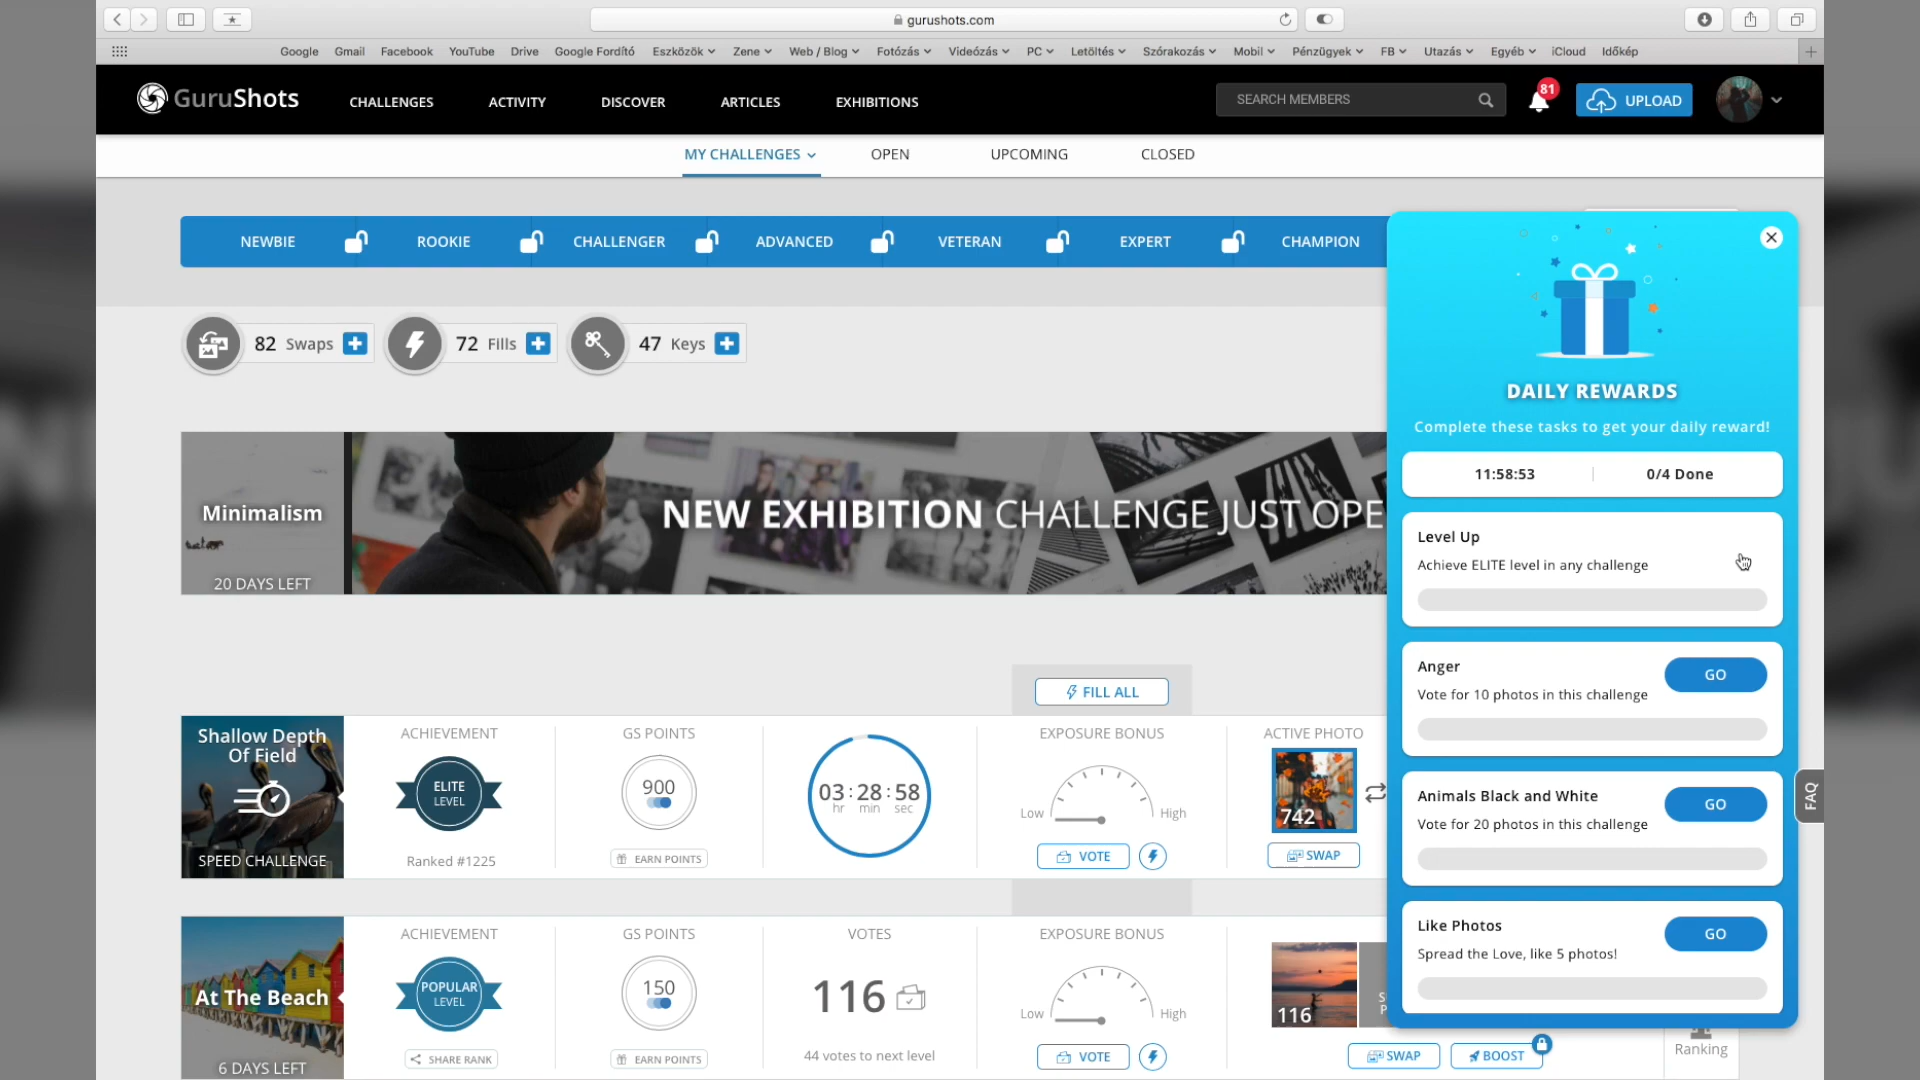 gurushots.com
Google Gmail Facebook YouTube Drive Google Fordító Eszközök Zene Web / Blog Fotózás Videózás PC Letöltés Szórakozás Mobil Pénzügyek FB Utazás Egyéb iCloud Időkép
GuruShots CHALLENGES ACTIVITY DISCOVER ARTICLES EXHIBITIONS SEARCH MEMBERS 81 UPLOAD
MY CHALLENGES OPEN UPCOMING CLOSED
NEWBIE ROOKIE CHALLENGER ADVANCED VETERAN EXPERT CHAMPION
82 Swaps 72 Fills 47 Keys
Minimalism
20 DAYS LEFT
NEW EXHIBITION CHALLENGE JUST OPE
FILL ALL
Shallow Depth
Of Field
SPEED CHALLENGE
ACHIEVEMENT
ELITE
LEVEL
Ranked #1225
GS POINTS
900
EARN POINTS
03 : 28 : 58
hr min sec
EXPOSURE BONUS
Low High
VOTE
ACTIVE PHOTO
742
SWAP
At The Beach
6 DAYS LEFT
ACHIEVEMENT
POPULAR
LEVEL
SHARE RANK
GS POINTS
150
EARN POINTS
VOTES
116
44 votes to next level
EXPOSURE BONUS
Low High
VOTE
116
S
P
SWAP BOOST
Ranking
DAILY REWARDS
Complete these tasks to get your daily reward!
11:58:53 0/4 Done
Level Up
Achieve ELITE level in any challenge
Anger
Vote for 10 photos in this challenge
GO
Animals Black and White
Vote for 20 photos in this challenge
GO
Like Photos
Spread the Love, like 5 photos!
GO
FAQ